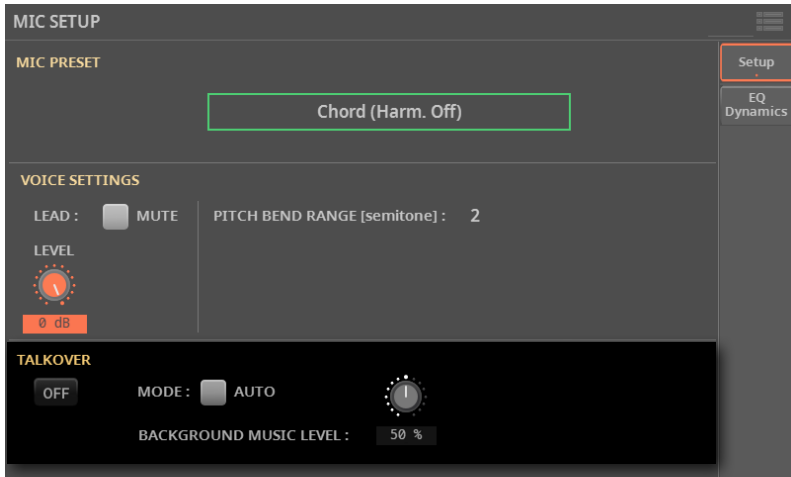 MIC SETUP
MIC PRESET
Setup
EQ
Dynamics
Chord (Harm. Off)
VOICE SETTINGS
LEAD : MUTE PITCH BEND RANGE [semitone] : 2
LEVEL
0 dB
TALKOVER
OFF MODE : AUTO
BACKGROUND MUSIC LEVEL : 50 %